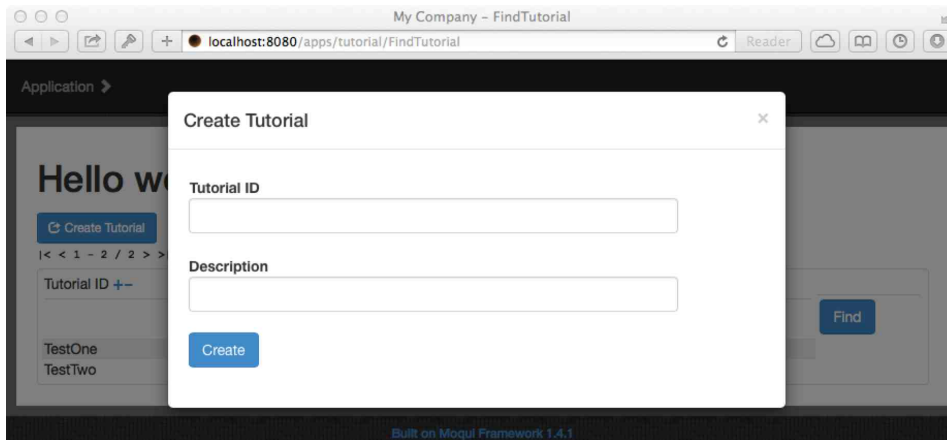 My Company – FindTutorial
localhost:8080/apps/tutorial/FindTutorial
Reader
Application
Create Tutorial
×
Hello
Tutorial ID
Create Tutorial
|< < 1 - 2 / 2 > >
Description
Tutorial ID +-
Find
Create
TestOne
TestTwo
Built on Moqui Framework 1.4.1